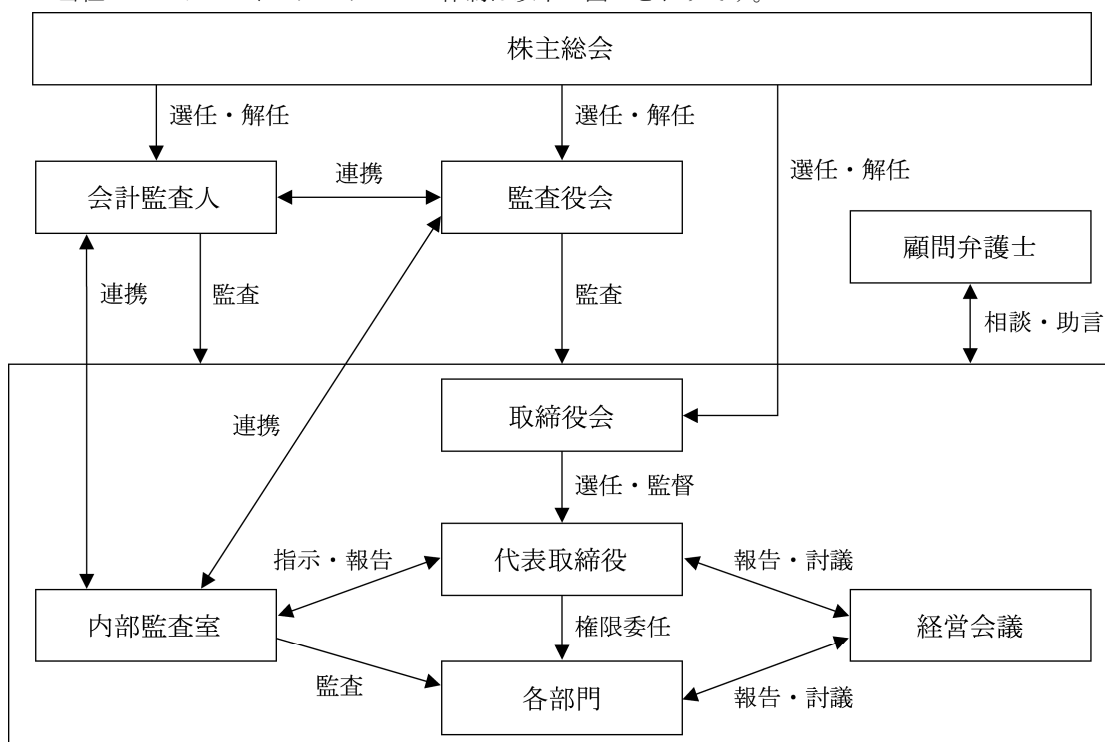 株主総会
選任・解任
選任・解任
選任・解任
会計監査人
連携
監査役会
顧問弁護士
連携
監査
監査
相談・助言
取締役会
連携
選任・監督
指示・報告
代表取締役
報告・討議
内部監査室
権限委任
経営会議
監査
各部門
報告・討議